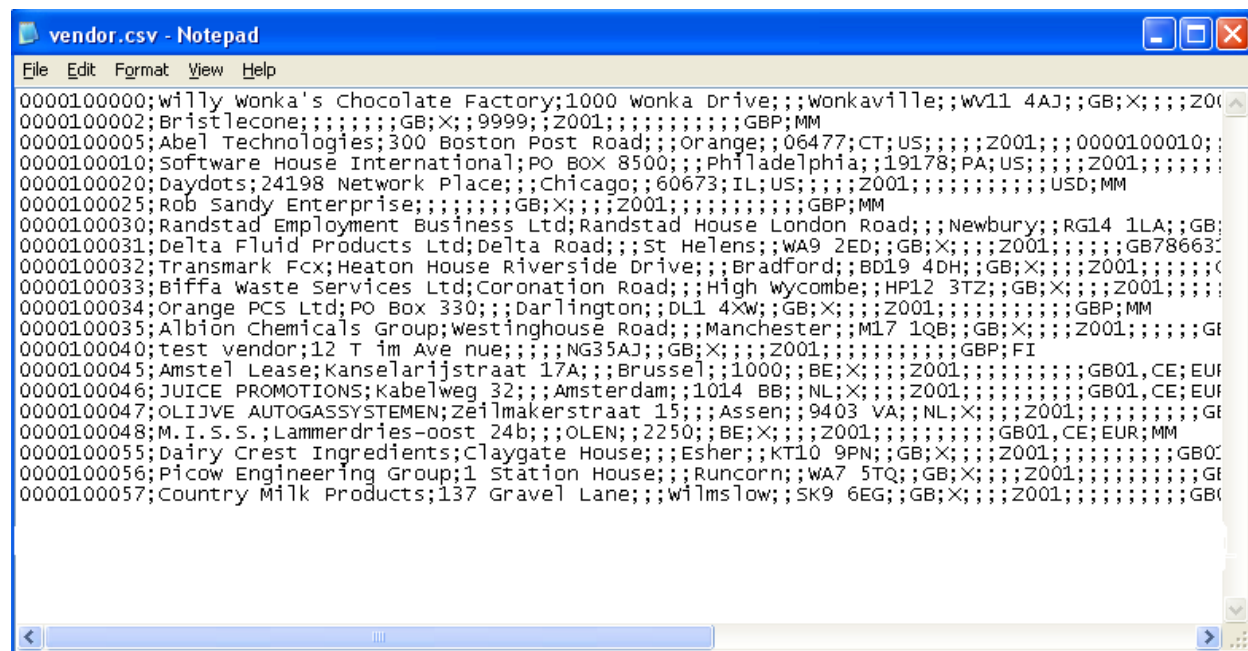 vendor.csv - Notepad
File Edit Format View Help
0000100000;Willy Wonka's Chocolate Factory;1000 Wonka Drive;;;Wonkaville;;WV11 4AJ;;GB;X;;;;Z00
0000100002;Bristlecone;;;;;;;;GB;X;;9999;;Z001;;;;;;;;;;;GBP;MM
0000100005;Abel Technologies;300 Boston Post Road;;;Orange;;06477;CT;US;;;;;Z001;;;0000100010;;
0000100010;Software House International;PO BOX 8500;;;Philadelphia;;19178;PA;US;;;;;Z001;;;;;;;
0000100020;Daydots;24198 Network Place;;;Chicago;;60673;IL;US;;;;;Z001;;;;;;;;;;;USD;MM
0000100025;Rob Sandy Enterprise;;;;;;;;GB;X;;;;Z001;;;;;;;;;;;GBP;MM
0000100030;Randstad Employment Business Ltd;Randstad House London Road;;;Newbury;;RG14 1LA;;GB;
0000100031;Delta Fluid Products Ltd;Delta Road;;;St Helens;;WA9 2ED;;GB;X;;;;Z001;;;;;;GB78663
0000100032;Transmark Fcx;Heaton House Riverside Drive;;;Bradford;;BD19 4DH;;GB;X;;;;Z001;;;;;;
0000100033;Biffa Waste Services Ltd;Coronation Road;;;High Wycombe;;HP12 3TZ;;GB;X;;;;Z001;;;;;
0000100034;Orange PCS Ltd;PO Box 330;;;Darlington;;DL1 4XW;;GB;X;;;;Z001;;;;;;;;;;;GBP;MM
0000100035;Albion Chemicals Group;Westinghouse Road;;;Manchester;;M17 1QB;;GB;X;;;;Z001;;;;;;GB
0000100040;test vendor;12 T im Ave nue;;;;;NG35AJ;;GB;X;;;;Z001;;;;;;;;;;;GBP;FI
0000100045;Amstel Lease;Kanselarijstraat 17A;;;Brussel;;1000;;BE;X;;;;Z001;;;;;;;;;;GB01,CE;EUR
0000100046;JUICE PROMOTIONS;Kabelweg 32;;;Amsterdam;;1014 BB;;NL;X;;;;Z001;;;;;;;;;;GB01,CE;EUR
0000100047;OLIJVE AUTOGASSYSTEMEN;Zeilmakerstraat 15;;;Assen;;9403 VA;;NL;X;;;;Z001;;;;;;;;;;GB
0000100048;M.I.S.S.;Lammerdries-oost 24b;;;OLEN;;2250;;BE;X;;;;Z001;;;;;;;;;;GB01,CE;EUR;MM
0000100055;Dairy Crest Ingredients;Claygate House;;;Esher;;KT10 9PN;;GB;X;;;;Z001;;;;;;;;;;GB01
0000100056;Picow Engineering Group;1 Station House;;;Runcorn;;WA7 5TQ;;GB;X;;;;Z001;;;;;;;;;;GB
0000100057;Country Milk Products;137 Gravel Lane;;;Wilmslow;;SK9 6EG;;GB;X;;;;Z001;;;;;;;;;;GB0